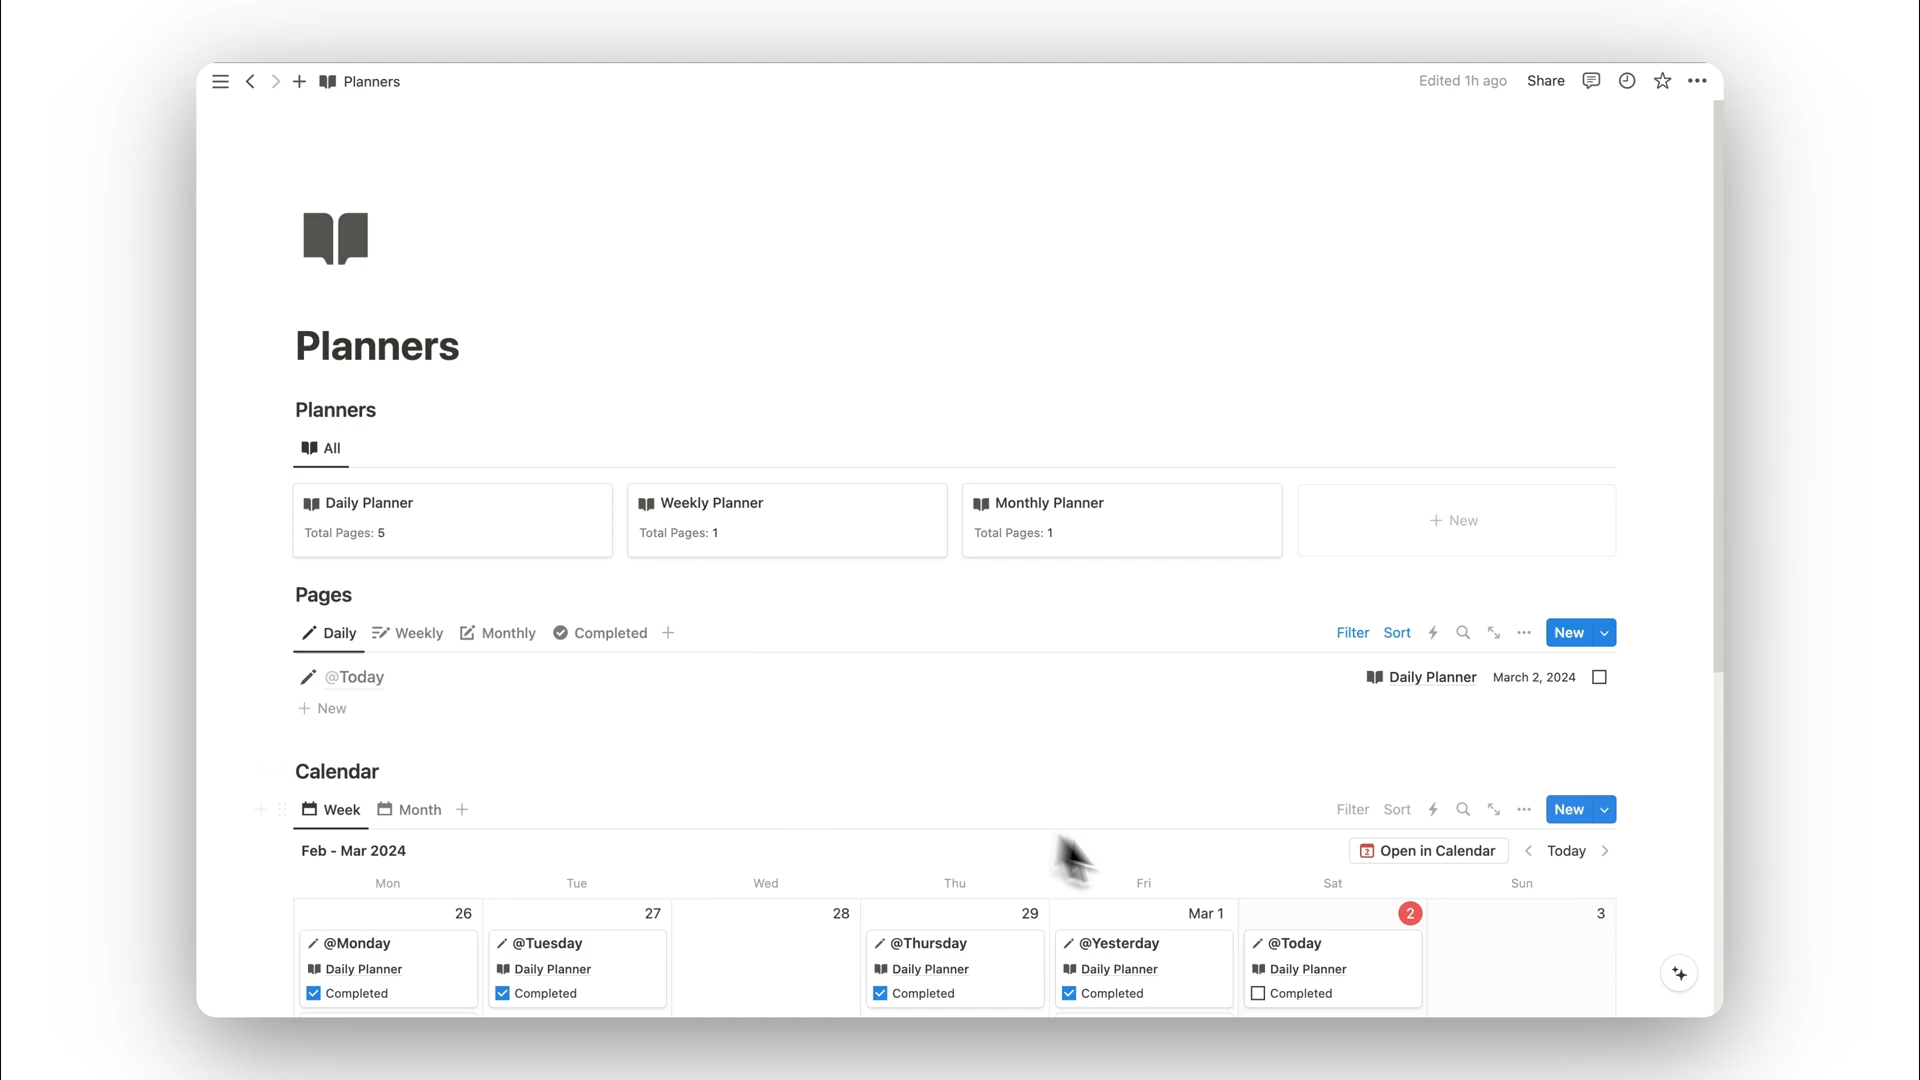 Planners
Edited 1h ago Share
Planners
Planners
All
Daily Planner
Total Pages: 5
Weekly Planner
Total Pages: 1
Monthly Planner
Total Pages: 1
+ New
Pages
Daily Weekly Monthly Completed +
Filter Sort New
@Today
Daily Planner March 2, 2024
+ New
Calendar
Week Month +
Filter Sort New
Feb - Mar 2024
2 Open in Calendar < Today >
Mon Tue Wed Thu Fri Sat Sun
26 27 28 29 Mar 1 2 3
@Monday
Daily Planner
Completed
@Tuesday
Daily Planner
Completed
@Thursday
Daily Planner
Completed
@Yesterday
Daily Planner
Completed
@Today
Daily Planner
Completed